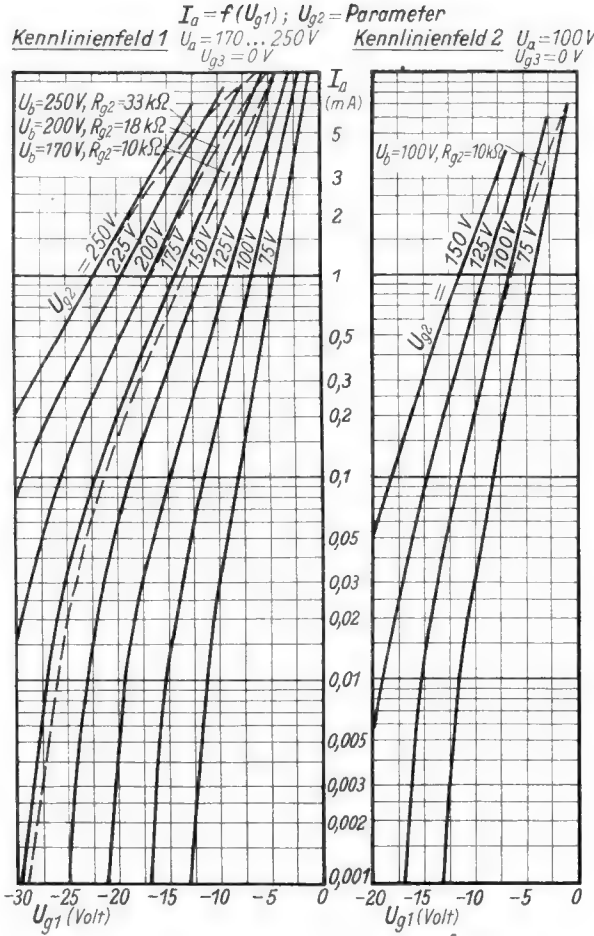 I_a = f(U_g1); U_g2 = Parameter
Kennlinienfeld 1 U_a = 170...250V
U_g3 = 0V
Kennlinienfeld 2 U_a = 100V
U_g3 = 0V
I_a
(mA)
U_b=250V, R_g2=33kΩ
U_b=200V, R_g2=18kΩ
U_b=170V, R_g2=10kΩ
U_b=100V, R_g2=10kΩ
U_g2 = 250V 225V 200V 175V 150V 125V 100V 75V
U_g2 = 150V 125V 100V 75V
5
3
2
1
0,5
0,3
0,2
0,1
0,05
0,03
0,02
0,01
0,005
0,003
0,002
0,001
-30 -25 -20 -15 -10 -5 0
U_g1 (Volt)
-20 -15 -10 -5 0
U_g1 (Volt)